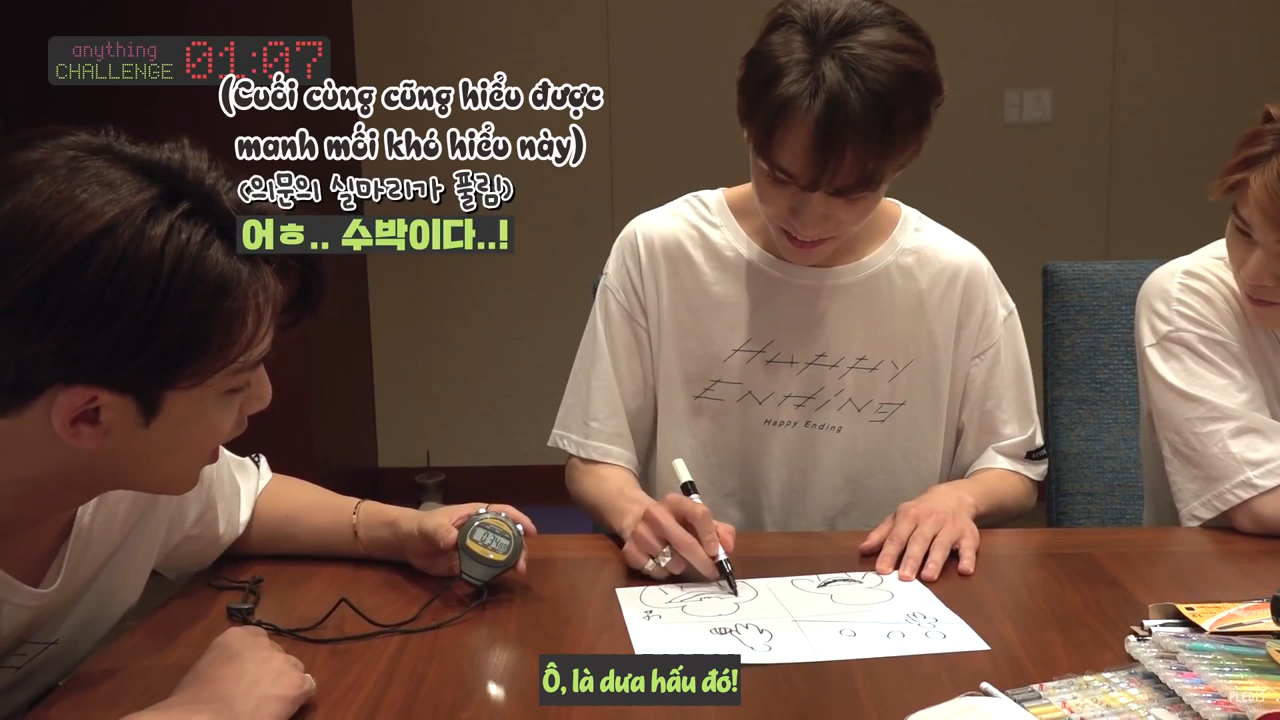 anything
CHALLENGE 01:07
(Cuối cùng cũng hiểu được
manh mối khó hiểu này)
(의문의 실마리가 풀림)
어ㅎ.. 수박이다..!
HAPPY
ENDING
Happy Ending
Ô, là dưa hấu đó!
PLEDIS